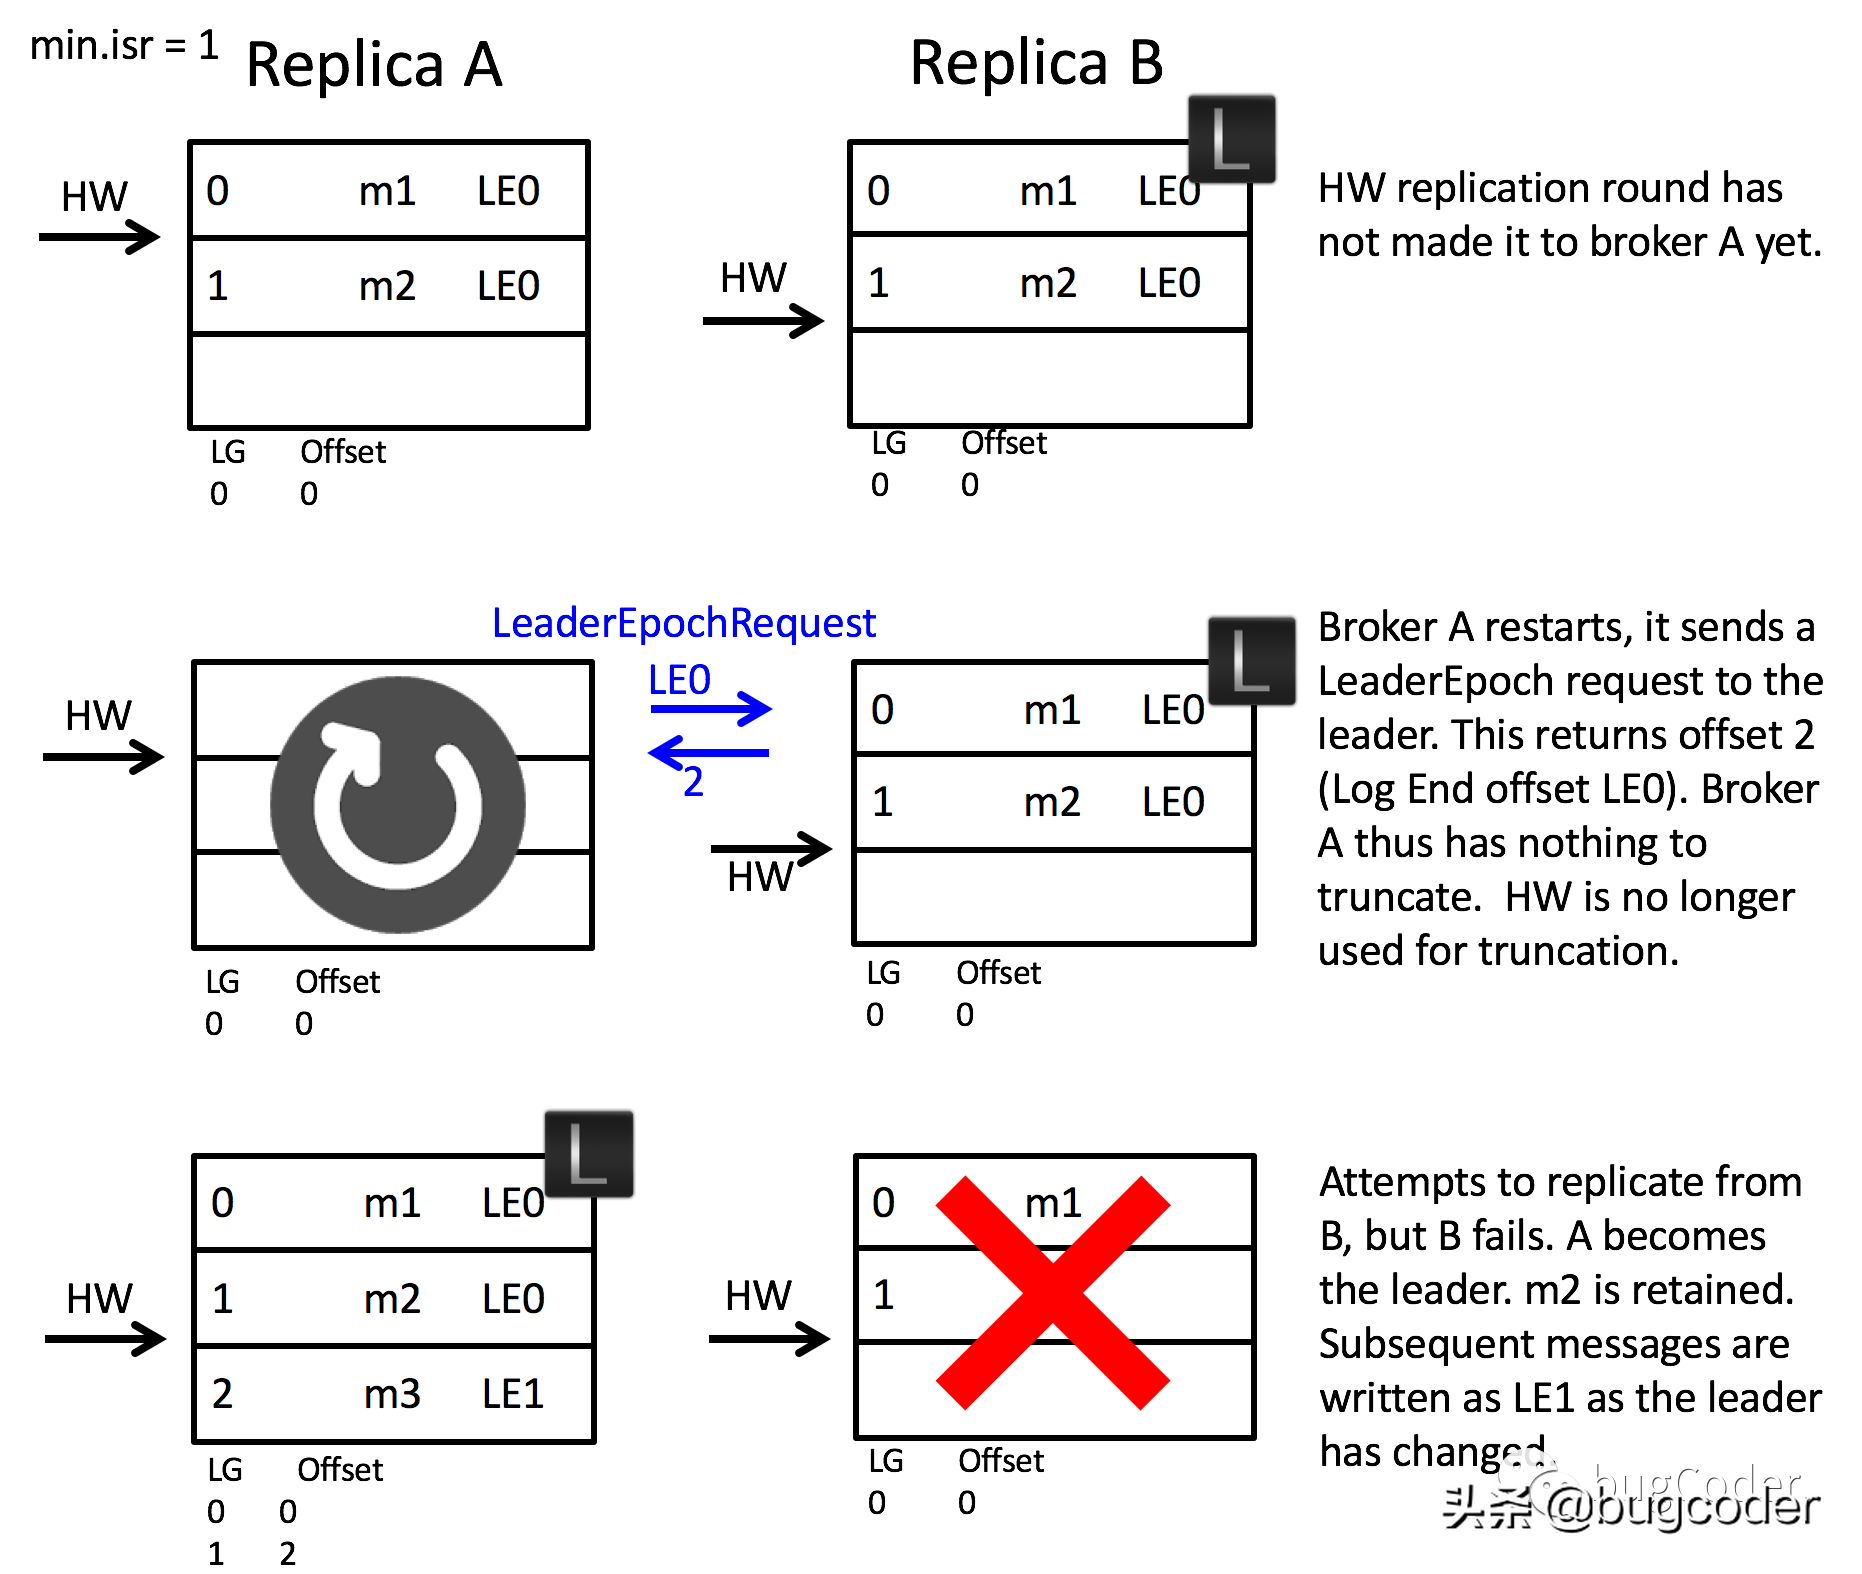 min.isr = 1
Replica A
Replica B
L
HW
0 m1 LE0
1 m2 LE0
LG Offset
0 0
HW
0 m1 LE0
1 m2 LE0
LG Offset
0 0
HW replication round has
not made it to broker A yet.
LeaderEpochRequest
LE0
2
HW
LG Offset
0 0
L
HW
0 m1 LE0
1 m2 LE0
LG Offset
0 0
Broker A restarts, it sends a
LeaderEpoch request to the
leader. This returns offset 2
(Log End offset LE0). Broker
A thus has nothing to
truncate.  HW is no longer
used for truncation.
L
HW
0 m1 LE0
1 m2 LE0
2 m3 LE1
LG Offset
0 0
1 2
HW
0 m1
1
LG Offset
0 0
Attempts to replicate from
B, but B fails. A becomes
the leader. m2 is retained.
Subsequent messages are
written as LE1 as the leader
has changed.
bugCoder
头条@bugcoder